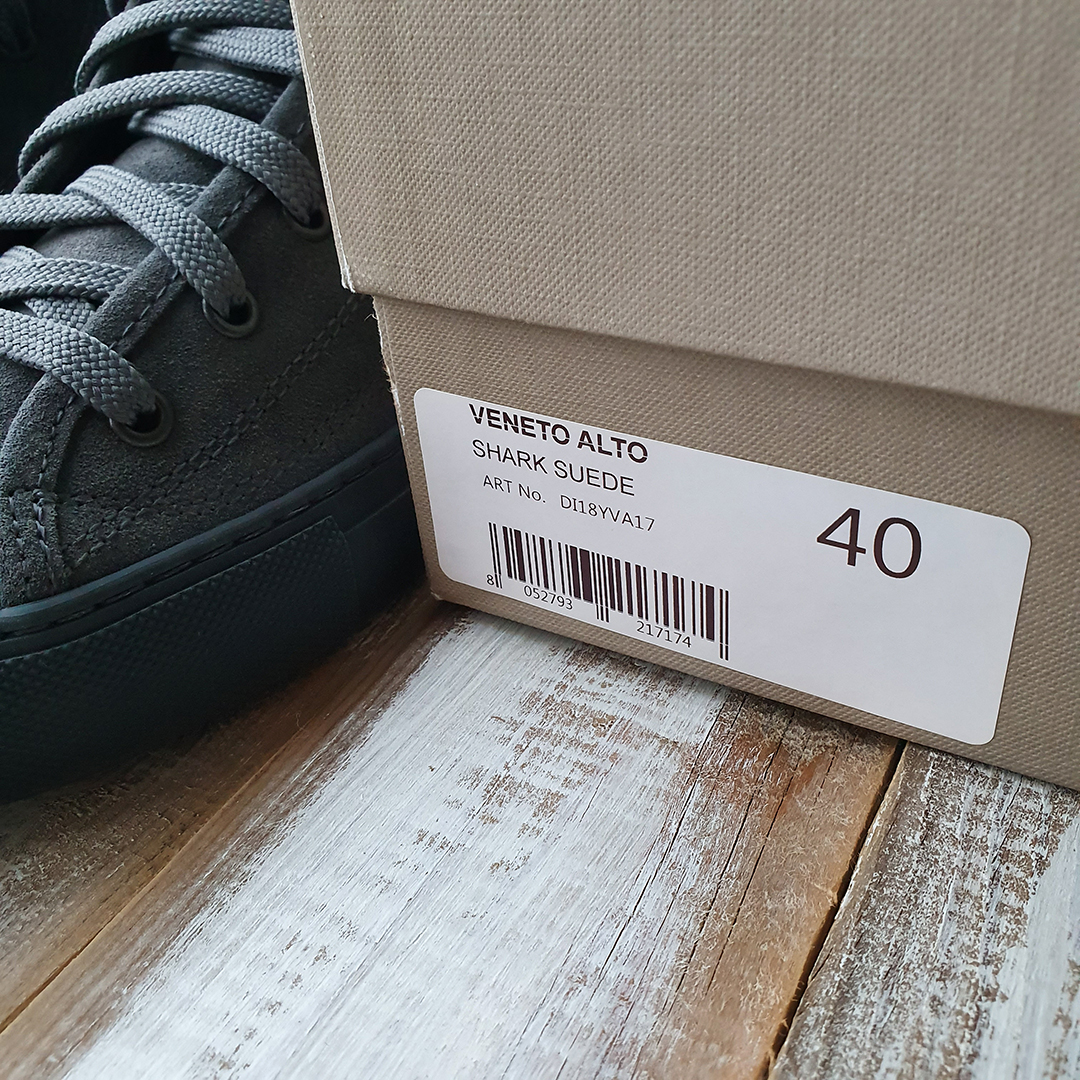 VENETO ALTO
SHARK SUEDE
ART No. DI18YVA17
40
8 052793 217174